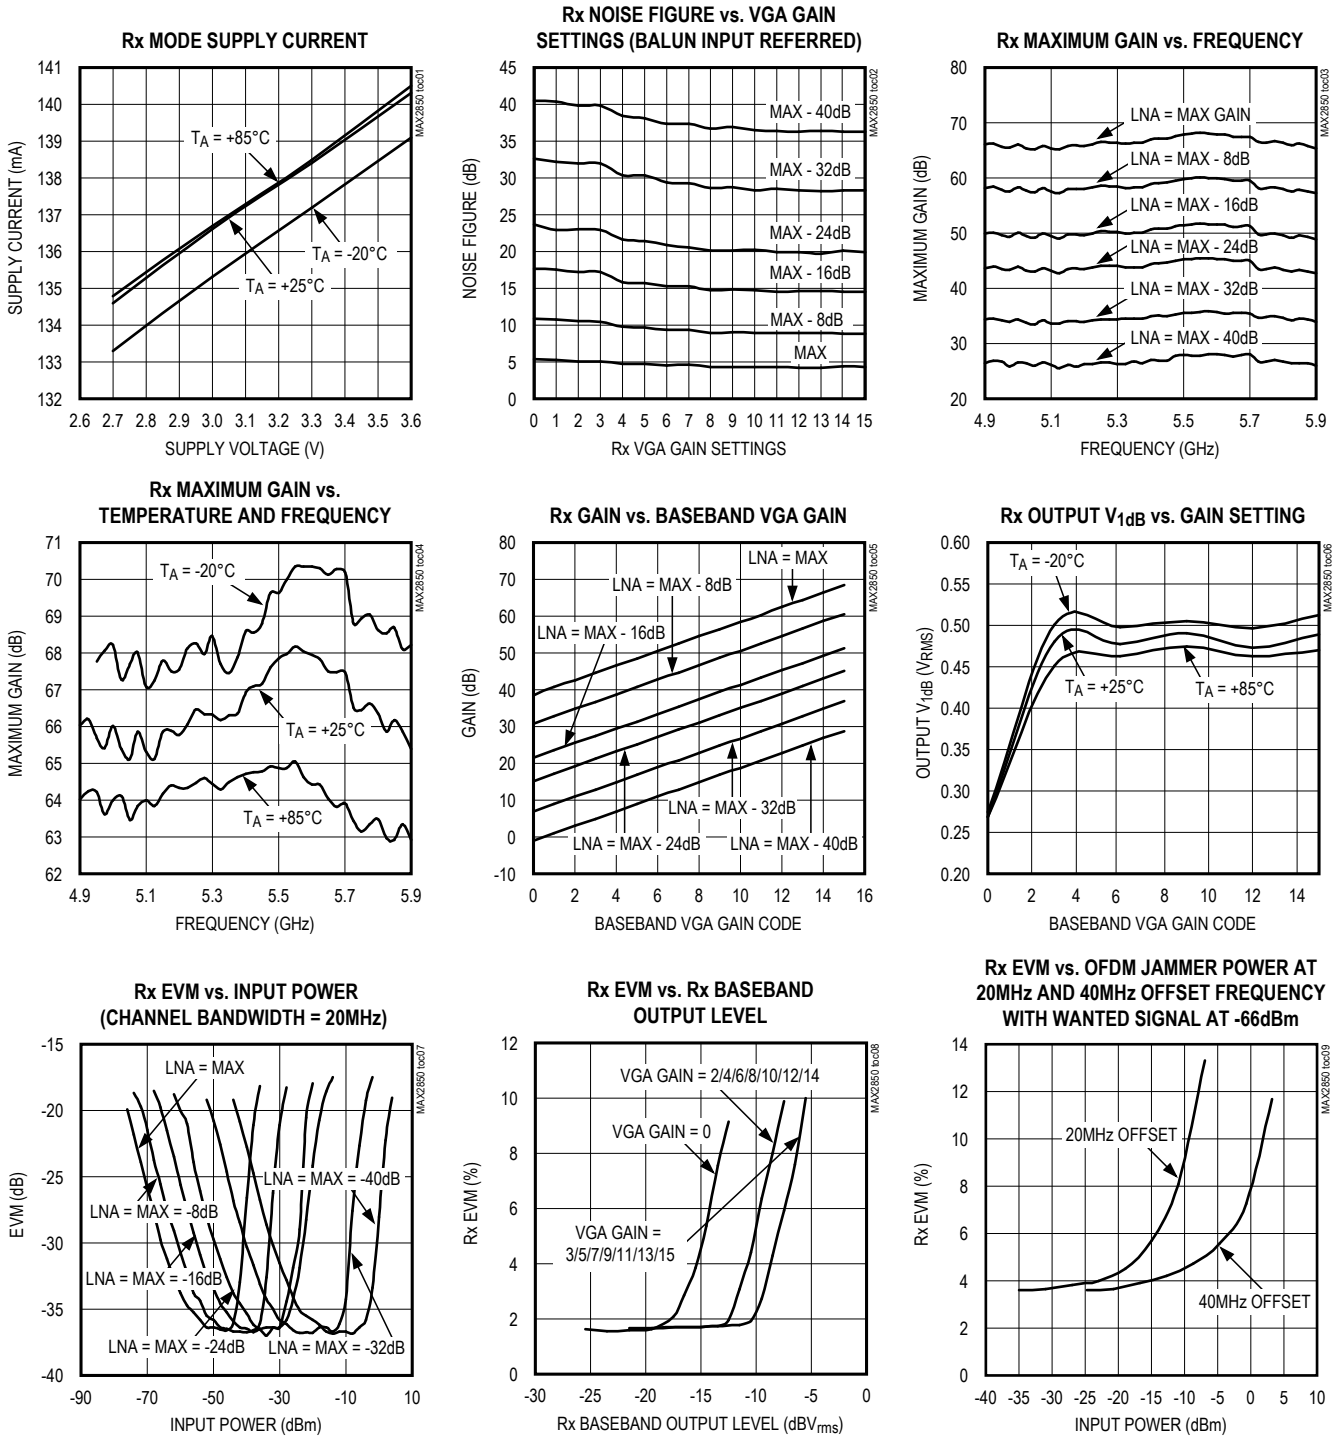 Rx MODE SUPPLY CURRENT
MAX2850 toc01
SUPPLY CURRENT (mA)
141
140
139
138
137
136
135
134
133
132
TA = +85°C
TA = -20°C
TA = +25°C
2.6 2.7 2.8 2.9 3.0 3.1 3.2 3.3 3.4 3.5 3.6
SUPPLY VOLTAGE (V)
Rx NOISE FIGURE vs. VGA GAIN
SETTINGS (BALUN INPUT REFERRED)
MAX2850 toc02
NOISE FIGURE (dB)
45
40
35
30
25
20
15
10
5
0
MAX - 40dB
MAX - 32dB
MAX - 24dB
MAX - 16dB
MAX - 8dB
MAX
0 1 2 3 4 5 6 7 8 9 10 11 12 13 14 15
Rx VGA GAIN SETTINGS
Rx MAXIMUM GAIN vs. FREQUENCY
MAX2850 toc03
MAXIMUM GAIN (dB)
80
70
60
50
40
30
20
LNA = MAX GAIN
LNA = MAX - 8dB
LNA = MAX - 16dB
LNA = MAX - 24dB
LNA = MAX - 32dB
LNA = MAX - 40dB
4.9 5.1 5.3 5.5 5.7 5.9
FREQUENCY (GHz)
Rx MAXIMUM GAIN vs.
TEMPERATURE AND FREQUENCY
MAX2850 toc04
MAXIMUM GAIN (dB)
71
70
69
68
67
66
65
64
63
62
TA = -20°C
TA = +25°C
TA = +85°C
4.9 5.1 5.3 5.5 5.7 5.9
FREQUENCY (GHz)
Rx GAIN vs. BASEBAND VGA GAIN
MAX2850 toc05
GAIN (dB)
80
70
60
50
40
30
20
10
0
-10
LNA = MAX
LNA = MAX - 8dB
LNA = MAX - 16dB
LNA = MAX - 32dB
LNA = MAX - 24dB
LNA = MAX - 40dB
0 2 4 6 8 10 12 14 16
BASEBAND VGA GAIN CODE
Rx OUTPUT V1dB vs. GAIN SETTING
MAX2850 toc06
OUTPUT V1dB (VRMS)
0.60
0.55
0.50
0.45
0.40
0.35
0.30
0.25
0.20
TA = -20°C
TA = +25°C
TA = +85°C
0 2 4 6 8 10 12 14
BASEBAND VGA GAIN CODE
Rx EVM vs. INPUT POWER
(CHANNEL BANDWIDTH = 20MHz)
MAX2850 toc07
EVM (dB)
-15
-20
-25
-30
-35
-40
LNA = MAX
LNA = MAX = -40dB
LNA = MAX = -8dB
LNA = MAX = -16dB
LNA = MAX = -24dB
LNA = MAX = -32dB
-90 -70 -50 -30 -10 10
INPUT POWER (dBm)
Rx EVM vs. Rx BASEBAND
OUTPUT LEVEL
MAX2850 toc08
Rx EVM (%)
12
10
8
6
4
2
0
VGA GAIN = 2/4/6/8/10/12/14
VGA GAIN = 0
VGA GAIN =
3/5/7/9/11/13/15
-30 -25 -20 -15 -10 -5 0
Rx BASEBAND OUTPUT LEVEL (dBVrms)
Rx EVM vs. OFDM JAMMER POWER AT
20MHz AND 40MHz OFFSET FREQUENCY
WITH WANTED SIGNAL AT -66dBm
MAX2850 toc09
Rx EVM (%)
14
12
10
8
6
4
2
0
20MHz OFFSET
40MHz OFFSET
-40 -35 -30 -25 -20 -15 -10 -5 0 5 10
INPUT POWER (dBm)